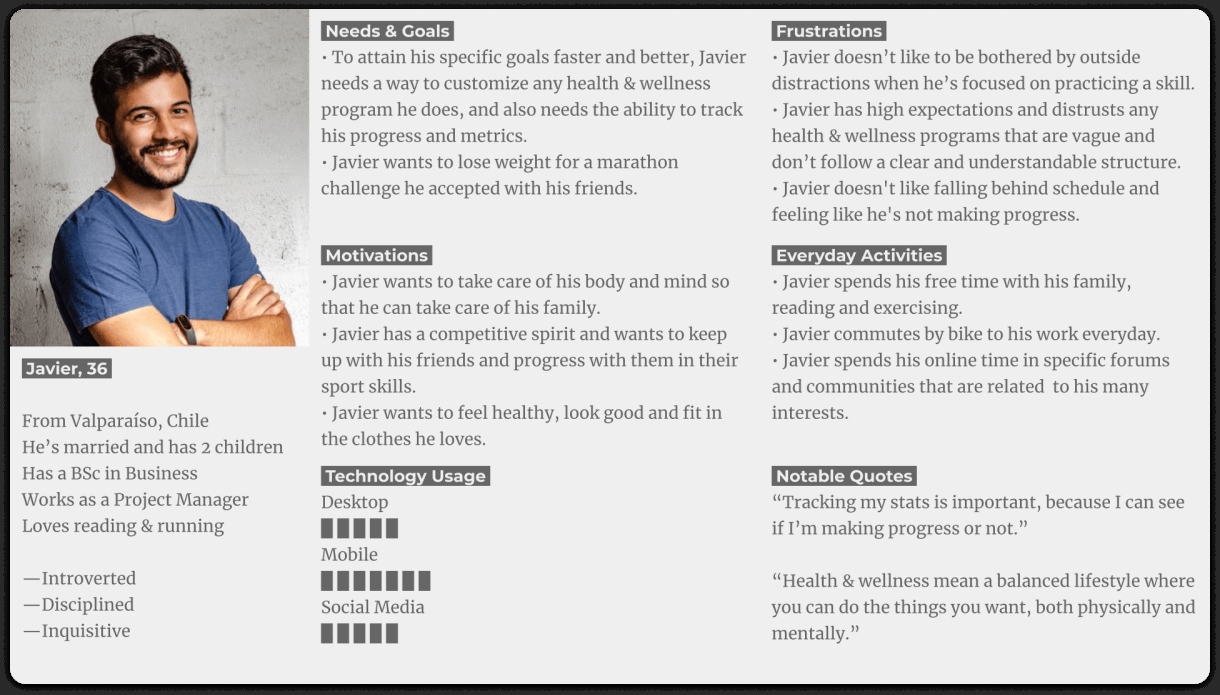 Javier, 36
From Valparaíso, Chile
He’s married and has 2 children
Has a BSc in Business
Works as a Project Manager
Loves reading & running
—Introverted
—Disciplined
—Inquisitive
Needs & Goals
• To attain his specific goals faster and better, Javier
needs a way to customize any health & wellness
program he does, and also needs the ability to track
his progress and metrics.
• Javier wants to lose weight for a marathon
challenge he accepted with his friends.
Motivations
• Javier wants to take care of his body and mind so
that he can take care of his family.
• Javier has a competitive spirit and wants to keep
up with his friends and progress with them in their
sport skills.
• Javier wants to feel healthy, look good and fit in
the clothes he loves.
Technology Usage
Desktop
Mobile
Social Media
Frustrations
• Javier doesn’t like to be bothered by outside
distractions when he’s focused on practicing a skill.
• Javier has high expectations and distrusts any
health & wellness programs that are vague and
don’t follow a clear and understandable structure.
• Javier doesn't like falling behind schedule and
feeling like he's not making progress.
Everyday Activities
• Javier spends his free time with his family,
reading and exercising.
• Javier commutes by bike to his work everyday.
• Javier spends his online time in specific forums
and communities that are related  to his many
interests.
Notable Quotes
“Tracking my stats is important, because I can see
if I’m making progress or not.”
“Health & wellness mean a balanced lifestyle where
you can do the things you want, both physically and
mentally.”